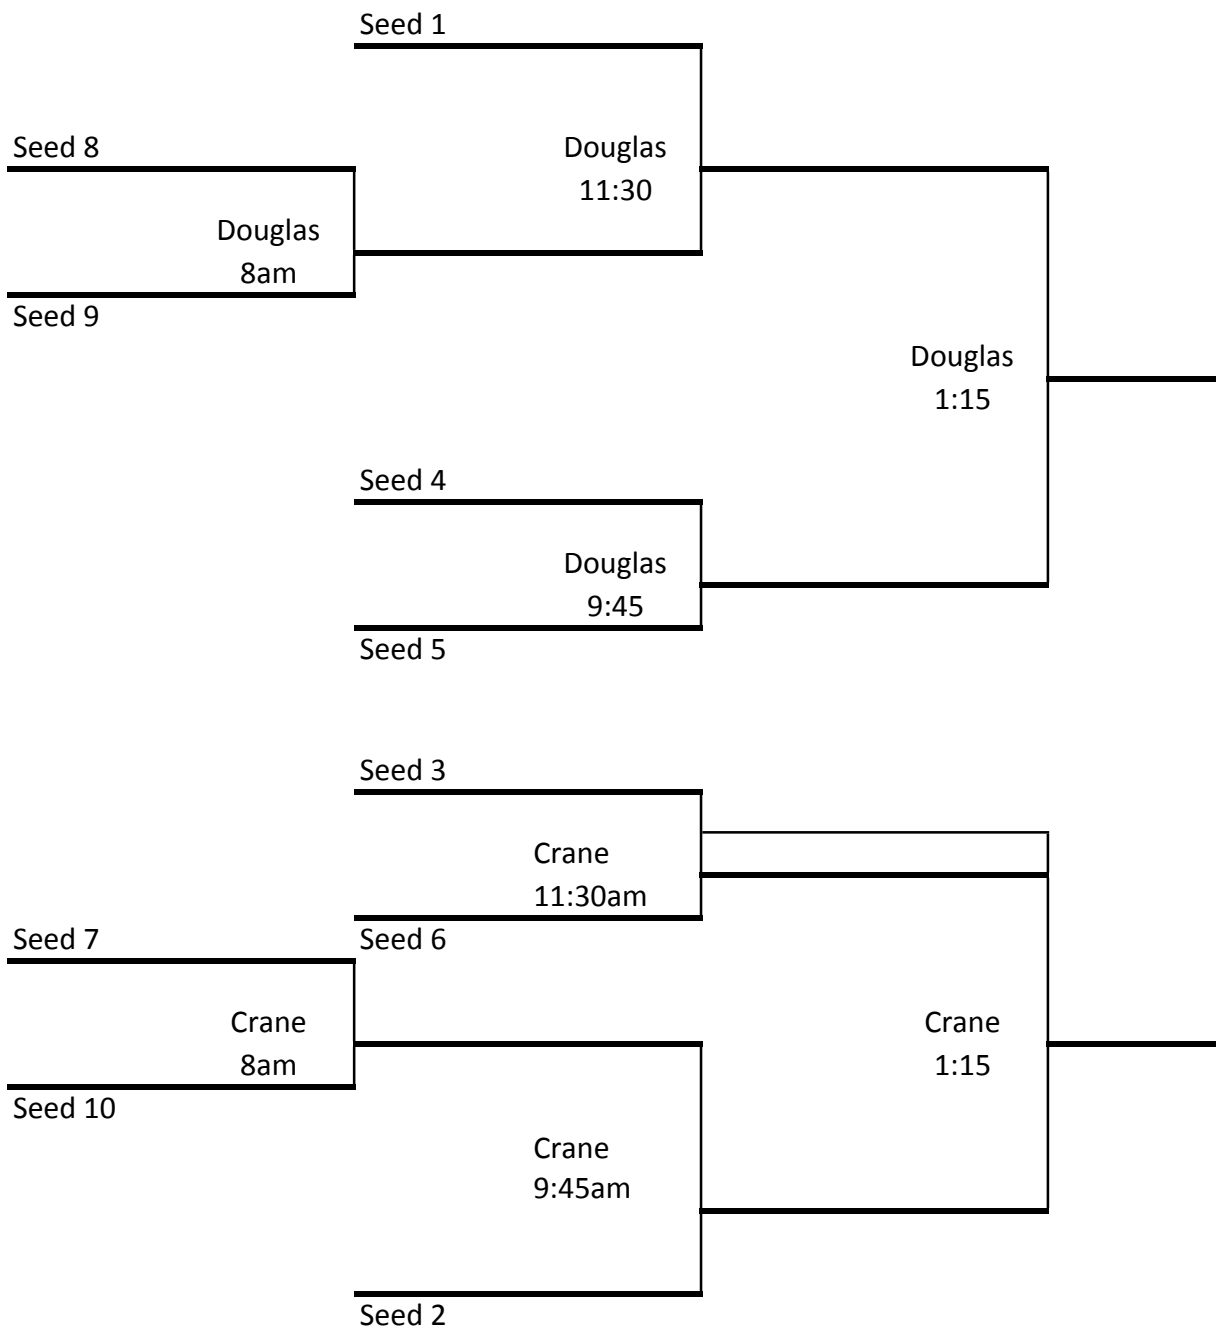 Seed 1
Seed 8
Douglas
11:30
Douglas
8am
Seed 9
Douglas
1:15
Seed 4
Douglas
9:45
Seed 5
Seed 3
Crane
11:30am
Seed 7
Seed 6
Crane
8am
Crane
1:15
Seed 10
Crane
9:45am
Seed 2